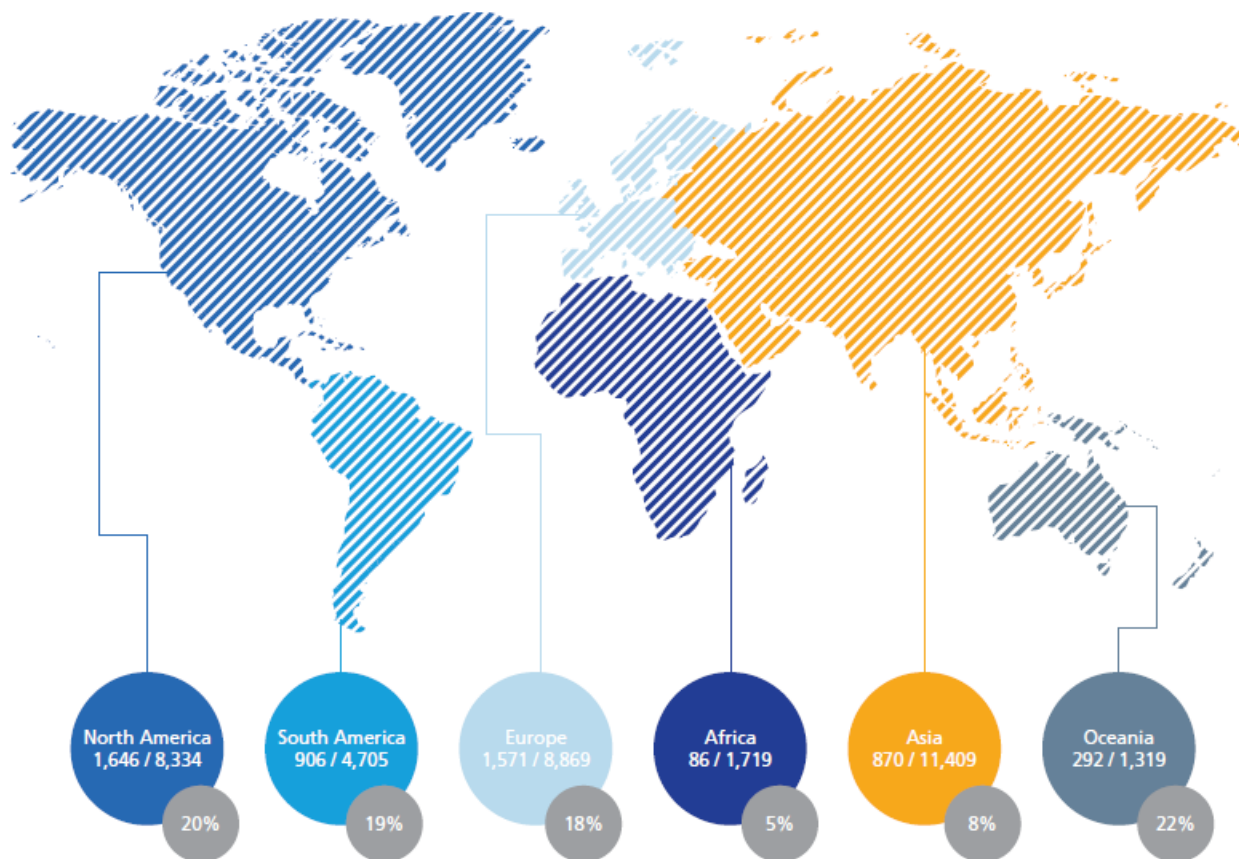 North America
1,646 / 8,334
20%
South America
906 / 4,705
19%
Europe
1,571 / 8,869
18%
Africa
86 / 1,719
5%
Asia
870 / 11,409
8%
Oceania
292 / 1,319
22%